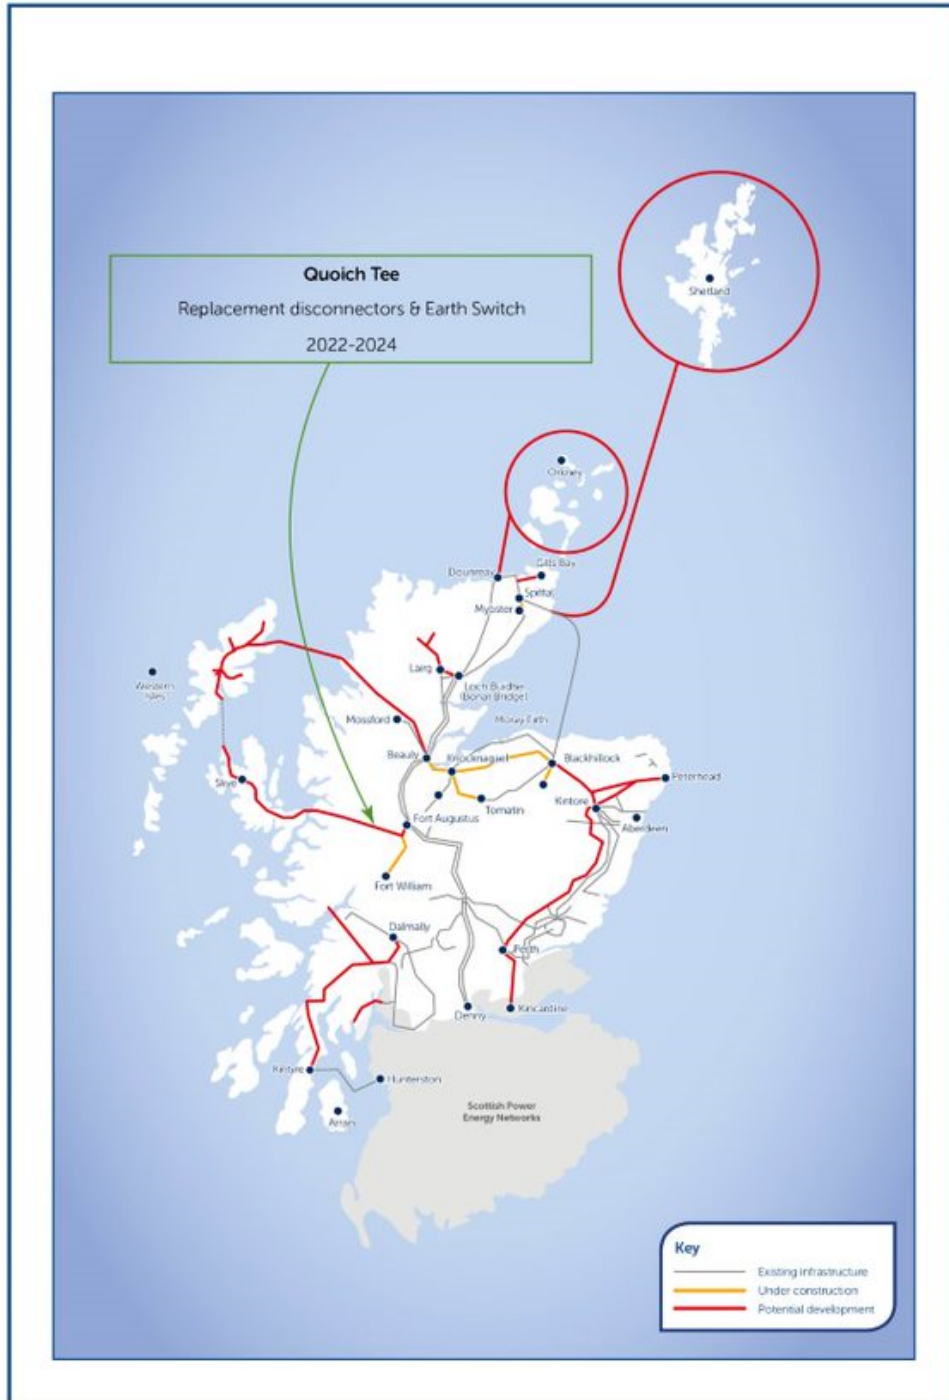 Quoich Tee
Replacement disconnectors & Earth Switch
2022-2024
Shetland
Orkney
Dounreay
Gills Bay
Spittal
Mybster
Lairg
Loch Buidhe
(Bonar Bridge)
Western
Isles
Mossford
Moray Firth
Beauly
Knocknagael
Blackhillock
Skye
Peterhead
Tomatin
Kintore
Fort Augustus
Aberdeen
Fort William
Dalmally
Perth
Denny
Kincardine
Kintyre
Hunterston
Arran
Scottish Power
Energy Networks
Key
Existing infrastructure
Under construction
Potential development